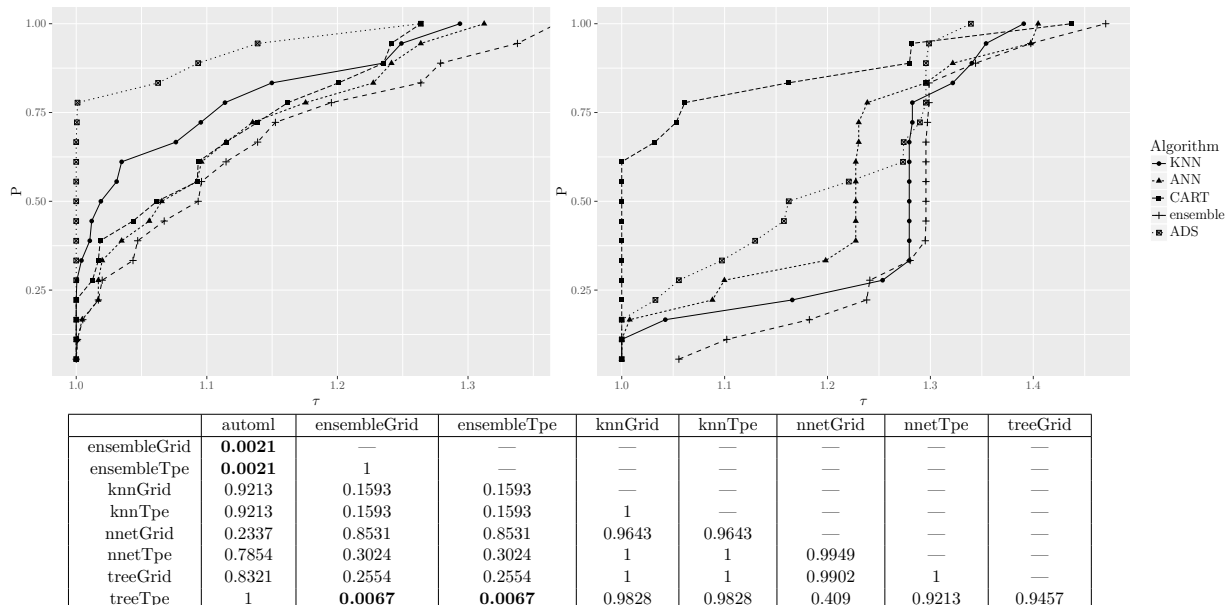 1.00
0.75
0.50
0.25
P
1.0
1.1
1.2
1.3
τ
1.00
0.75
0.50
0.25
P
1.0
1.1
1.2
1.3
1.4
τ
Algorithm
KNN
ANN
CART
ensemble
ADS
automl ensembleGrid ensembleTpe knnGrid knnTpe nnetGrid nnetTpe treeGrid
ensembleGrid 0.0021 — — — — — — —
ensembleTpe 0.0021 1 — — — — — —
knnGrid 0.9213 0.1593 0.1593 — — — — —
knnTpe 0.9213 0.1593 0.1593 1 — — — —
nnetGrid 0.2337 0.8531 0.8531 0.9643 0.9643 — — —
nnetTpe 0.7854 0.3024 0.3024 1 1 0.9949 — —
treeGrid 0.8321 0.2554 0.2554 1 1 0.9902 1 —
treeTpe 1 0.0067 0.0067 0.9828 0.9828 0.409 0.9213 0.9457